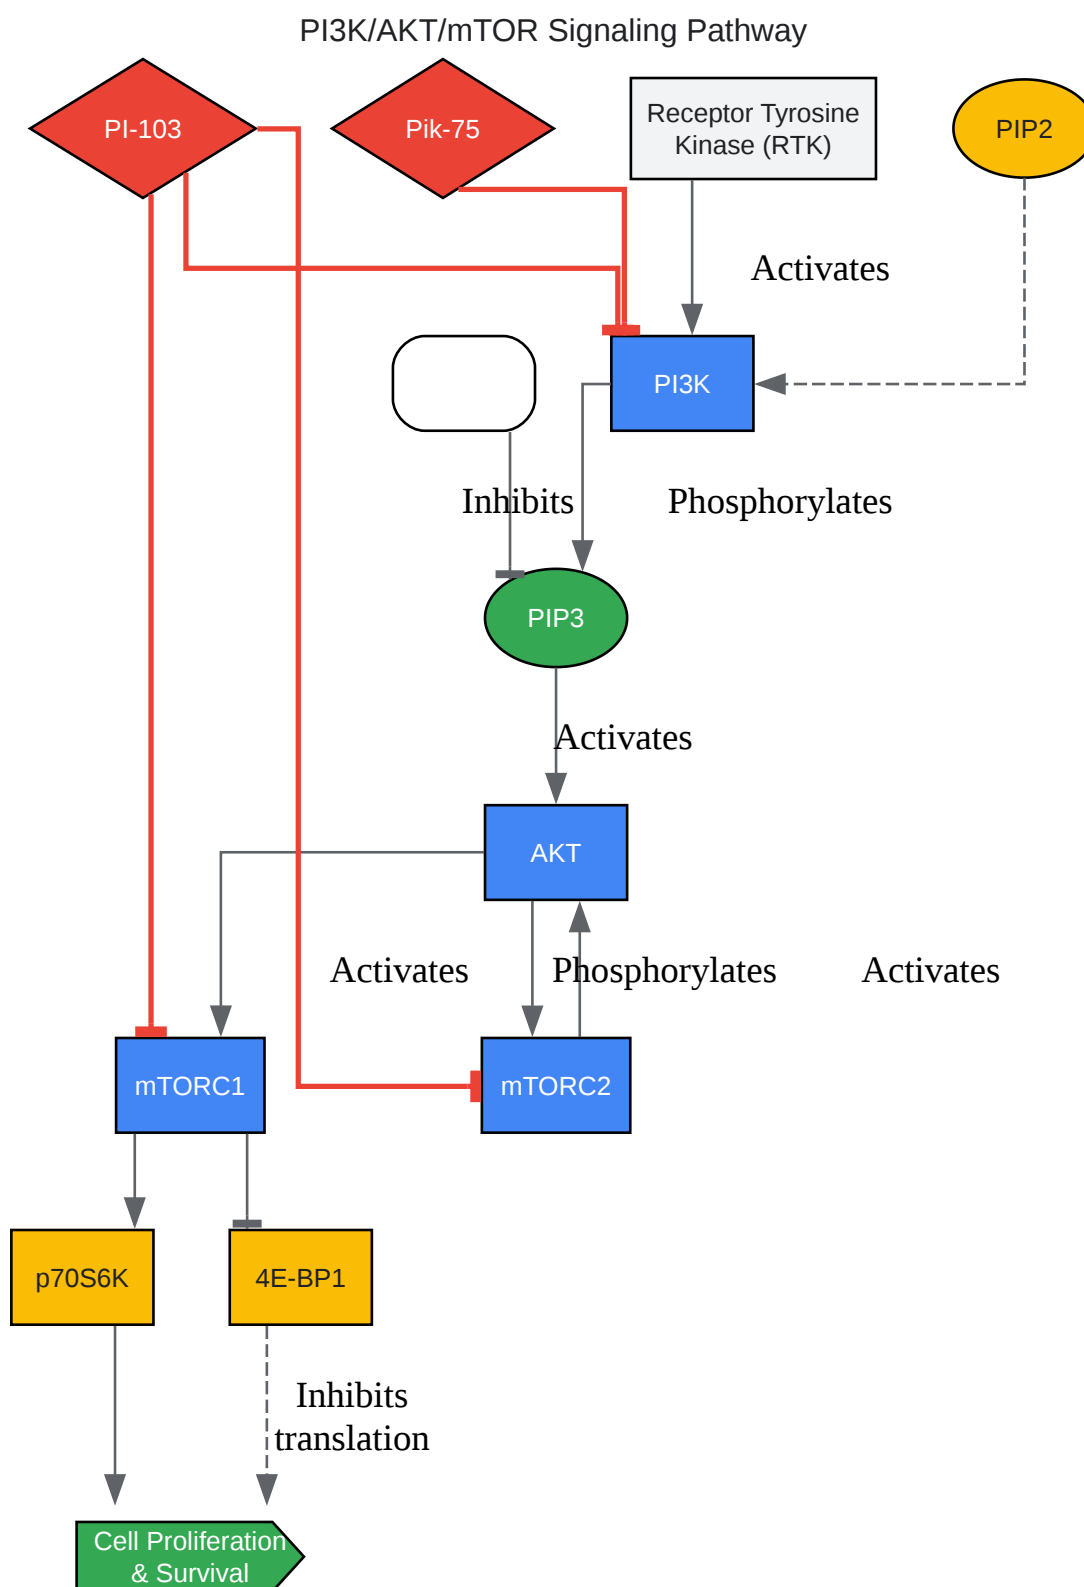 PI3K/AKT/mTOR Signaling Pathway
PI-103
Pik-75
Receptor Tyrosine
Kinase (RTK)
PIP2
Activates
PI3K
Inhibits
Phosphorylates
PIP3
Activates
AKT
Activates
Phosphorylates
Activates
mTORC1
mTORC2
p70S6K
4E-BP1
Inhibits
translation
Cell Proliferation
& Survival